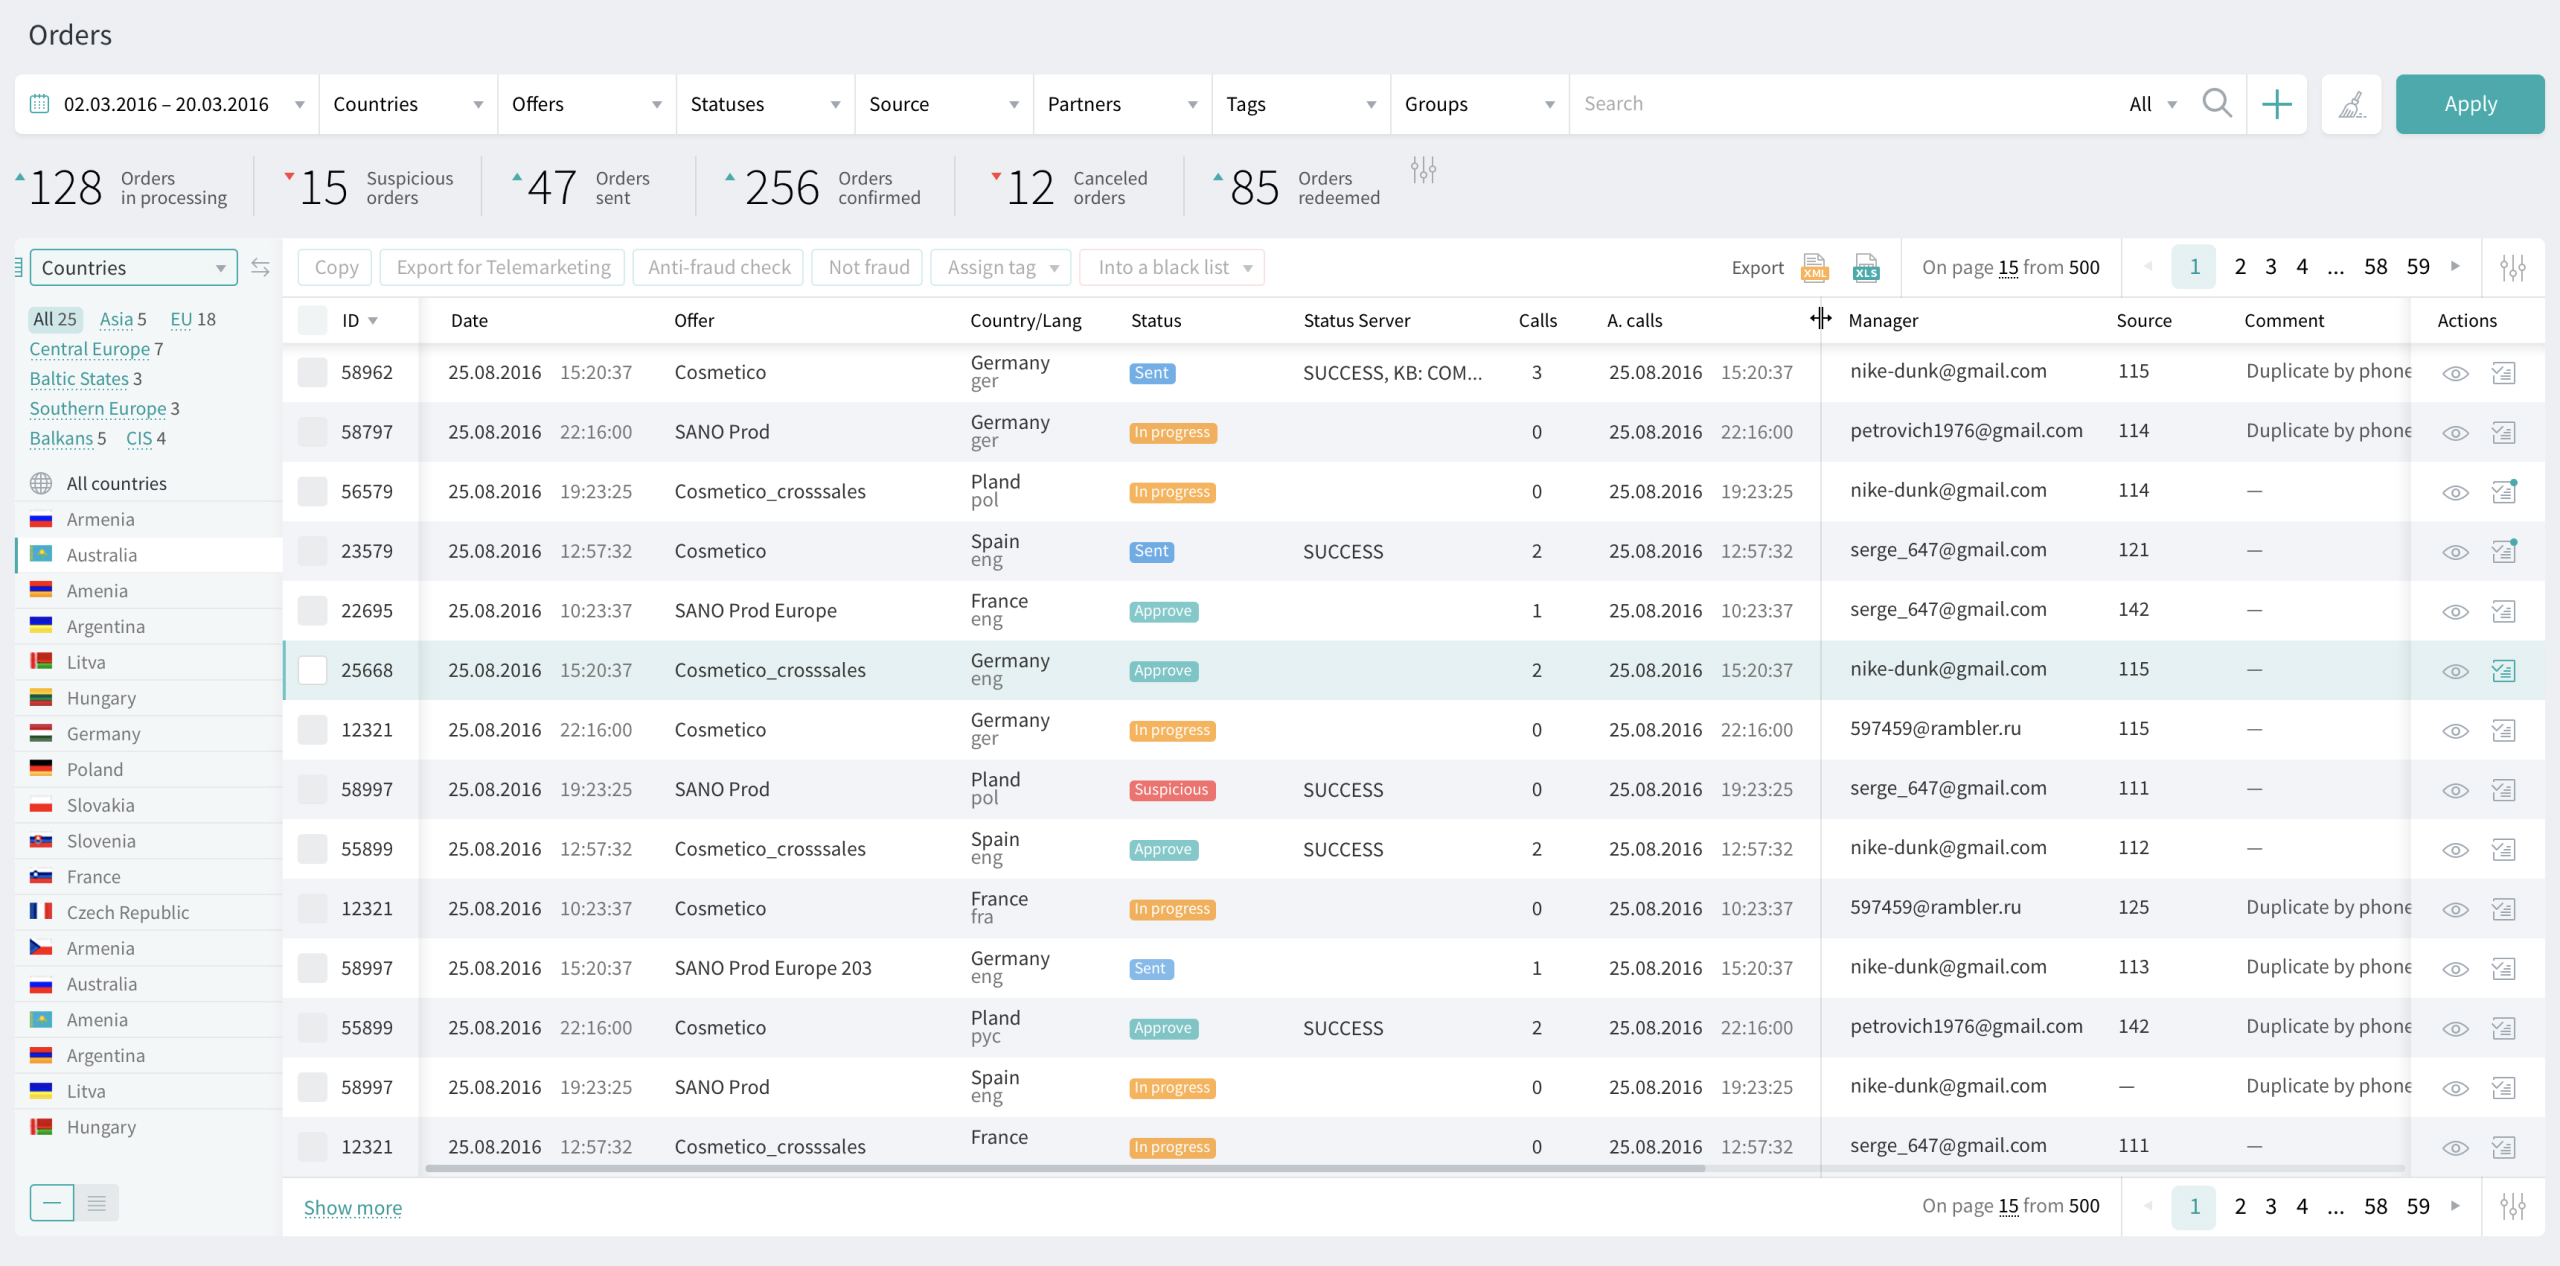 Orders
02.03.2016 – 20.03.2016 Countries Offers Statuses Source Partners Tags Groups Search All Apply
128 Orders in processing
15 Suspicious orders
47 Orders sent
256 Orders confirmed
12 Canceled orders
85 Orders redeemed
Countries
All 25 Asia 5 EU 18
Central Europe 7
Baltic States 3
Southern Europe 3
Balkans 5 CIS 4
All countries
Armenia
Australia
Amenia
Argentina
Litva
Hungary
Germany
Poland
Slovakia
Slovenia
France
Czech Republic
Armenia
Australia
Amenia
Argentina
Litva
Hungary
Copy Export for Telemarketing Anti-fraud check Not fraud Assign tag Into a black list Export XML XLS On page 15 from 500 1 2 3 4 ... 58 59
ID Date Offer Country/Lang Status Status Server Calls A. calls Manager Source Comment Actions
58962 25.08.2016 15:20:37 Cosmetico Germany ger Sent SUCCESS, KB: COM... 3 25.08.2016 15:20:37 nike-dunk@gmail.com 115 Duplicate by phone
58797 25.08.2016 22:16:00 SANO Prod Germany ger In progress 0 25.08.2016 22:16:00 petrovich1976@gmail.com 114 Duplicate by phone
56579 25.08.2016 19:23:25 Cosmetico_crosssales Pland pol In progress 0 25.08.2016 19:23:25 nike-dunk@gmail.com 114 —
23579 25.08.2016 12:57:32 Cosmetico Spain eng Sent SUCCESS 2 25.08.2016 12:57:32 serge_647@gmail.com 121 —
22695 25.08.2016 10:23:37 SANO Prod Europe France eng Approve 1 25.08.2016 10:23:37 serge_647@gmail.com 142 —
25668 25.08.2016 15:20:37 Cosmetico_crosssales Germany eng Approve 2 25.08.2016 15:20:37 nike-dunk@gmail.com 115 —
12321 25.08.2016 22:16:00 Cosmetico Germany ger In progress 0 25.08.2016 22:16:00 597459@rambler.ru 115 —
58997 25.08.2016 19:23:25 SANO Prod Pland pol Suspicious SUCCESS 0 25.08.2016 19:23:25 serge_647@gmail.com 111 —
55899 25.08.2016 12:57:32 Cosmetico_crosssales Spain eng Approve SUCCESS 2 25.08.2016 12:57:32 nike-dunk@gmail.com 112 —
12321 25.08.2016 10:23:37 Cosmetico France fra In progress 0 25.08.2016 10:23:37 597459@rambler.ru 125 Duplicate by phone
58997 25.08.2016 15:20:37 SANO Prod Europe 203 Germany eng Sent 1 25.08.2016 15:20:37 nike-dunk@gmail.com 113 Duplicate by phone
55899 25.08.2016 22:16:00 Cosmetico Pland рус Approve SUCCESS 2 25.08.2016 22:16:00 petrovich1976@gmail.com 142 Duplicate by phone
58997 25.08.2016 19:23:25 SANO Prod Spain eng In progress 0 25.08.2016 19:23:25 nike-dunk@gmail.com — Duplicate by phone
12321 25.08.2016 12:57:32 Cosmetico_crosssales France In progress 0 25.08.2016 12:57:32 serge_647@gmail.com 111 —
Show more On page 15 from 500 1 2 3 4 ... 58 59